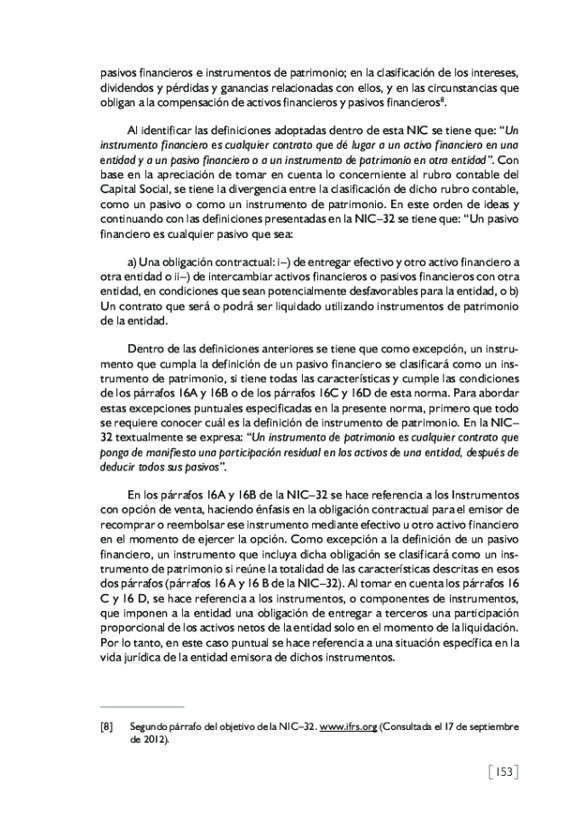 pasivos financieros e instrumentos de patrimonio; en la clasificación de los intereses,
dividendos y pérdidas y ganancias relacionadas con ellos, y en las circunstancias que
obligan a la compensación de activos financieros y pasivos financieros⁸.
Al identificar las definiciones adoptadas dentro de esta NIC se tiene que: “Un
instrumento financiero es cualquier contrato que dé lugar a un activo financiero en una
entidad y a un pasivo financiero o a un instrumento de patrimonio en otra entidad”. Con
base en la apreciación de tomar en cuenta lo concerniente al rubro contable del
Capital Social, se tiene la divergencia entre la clasificación de dicho rubro contable,
como un pasivo o como un instrumento de patrimonio. En este orden de ideas y
continuando con las definiciones presentadas en la NIC–32 se tiene que: “Un pasivo
financiero es cualquier pasivo que sea:
a) Una obligación contractual: i–) de entregar efectivo y otro activo financiero a
otra entidad o ii–) de intercambiar activos financieros o pasivos financieros con otra
entidad, en condiciones que sean potencialmente desfavorables para la entidad, o b)
Un contrato que será o podrá ser liquidado utilizando instrumentos de patrimonio
de la entidad.
Dentro de las definiciones anteriores se tiene que como excepción, un instru-
mento que cumpla la definición de un pasivo financiero se clasificará como un ins-
trumento de patrimonio, si tiene todas las características y cumple las condiciones
de los párrafos 16A y 16B o de los párrafos 16C y 16D de esta norma. Para abordar
estas excepciones puntuales especificadas en la presente norma, primero que todo
se requiere conocer cuál es la definición de instrumento de patrimonio. En la NIC–
32 textualmente se expresa: “Un instrumento de patrimonio es cualquier contrato que
ponga de manifiesto una participación residual en los activos de una entidad, después de
deducir todos sus pasivos”.
En los párrafos 16A y 16B de la NIC–32 se hace referencia a los Instrumentos
con opción de venta, haciendo énfasis en la obligación contractual para el emisor de
recomprar o reembolsar ese instrumento mediante efectivo u otro activo financiero
en el momento de ejercer la opción. Como excepción a la definición de un pasivo
financiero, un instrumento que incluya dicha obligación se clasificará como un ins-
trumento de patrimonio si reúne la totalidad de las características descritas en esos
dos párrafos (párrafos 16 A y 16 B de la NIC–32). Al tomar en cuenta los párrafos 16
C y 16 D, se hace referencia a los instrumentos, o componentes de instrumentos,
que imponen a la entidad una obligación de entregar a terceros una participación
proporcional de los activos netos de la entidad solo en el momento de la liquidación.
Por lo tanto, en este caso puntual se hace referencia a una situación específica en la
vida jurídica de la entidad emisora de dichos instrumentos.
[8] Segundo párrafo del objetivo de la NIC–32. www.ifrs.org (Consultada el 17 de septiembre
de 2012).
[153]